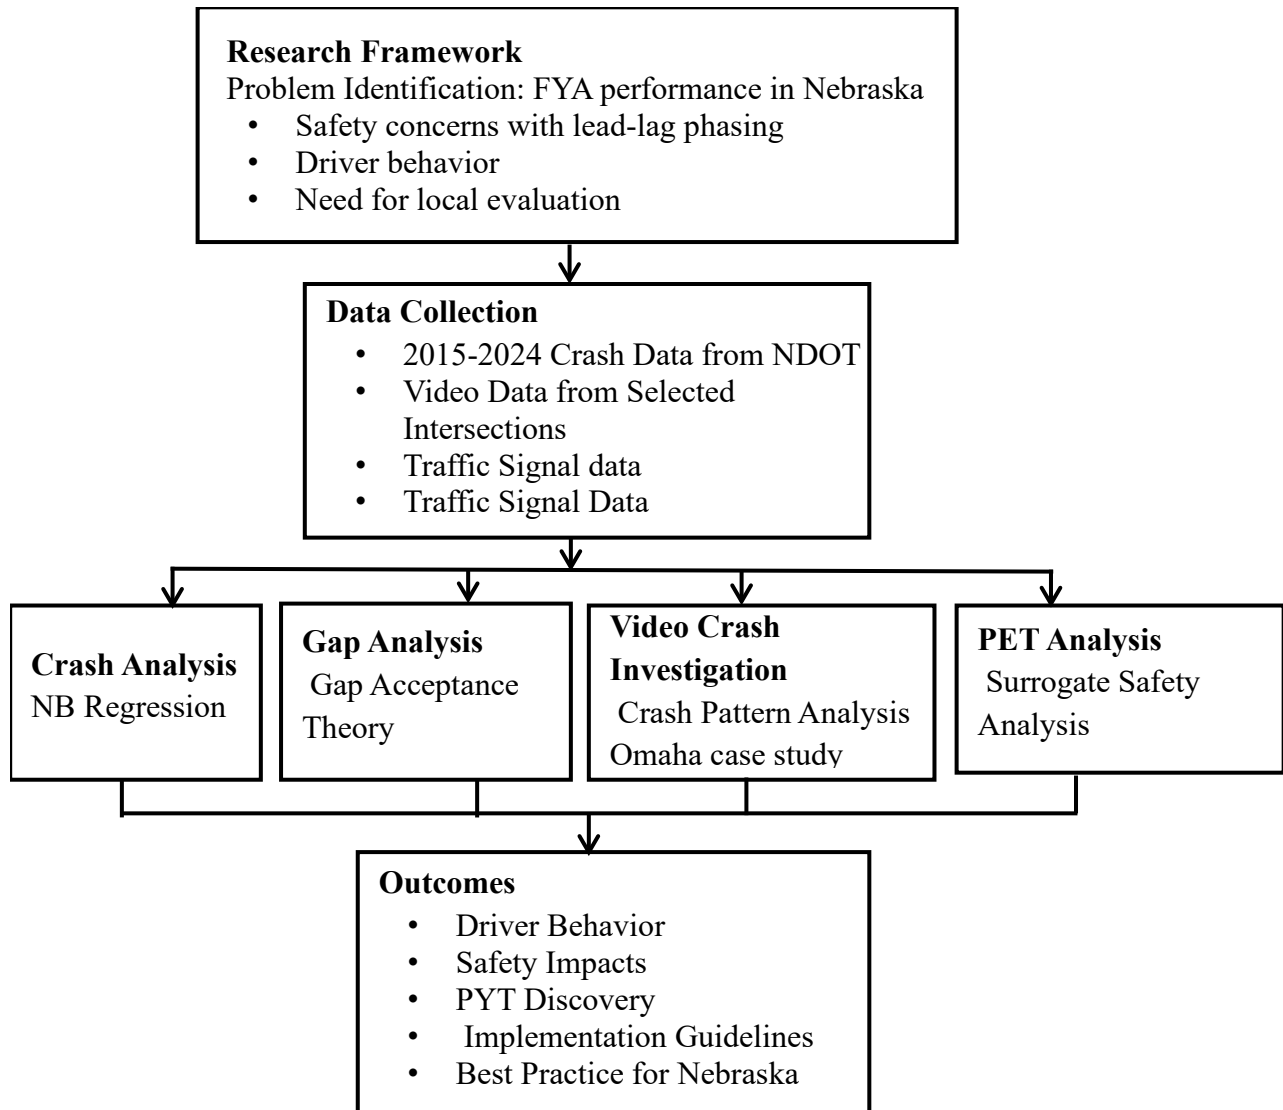 Research Framework
Problem Identification: FYA performance in Nebraska
• Safety concerns with lead-lag phasing
• Driver behavior
• Need for local evaluation
Data Collection
• 2015-2024 Crash Data from NDOT
• Video Data from Selected
Intersections
• Traffic Signal data
• Traffic Signal Data
Crash Analysis
NB Regression
Gap Analysis
Gap Acceptance
Theory
Video Crash
Investigation
Crash Pattern Analysis
Omaha case study
PET Analysis
Surrogate Safety
Analysis
Outcomes
• Driver Behavior
• Safety Impacts
• PYT Discovery
• Implementation Guidelines
• Best Practice for Nebraska